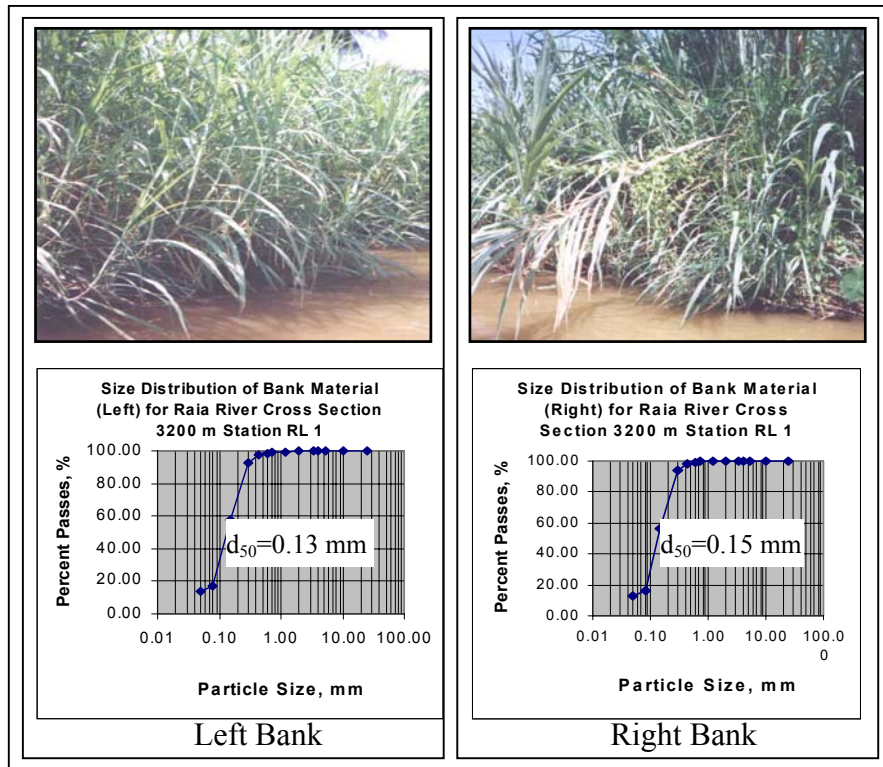 Size Distribution of Bank Material
(Left) for Raia River Cross Section
3200 m Station RL 1
Percent Passes, %
100.00
80.00
60.00
40.00
20.00
0.00
d₅₀=0.13 mm
0.01 0.10 1.00 10.00 100.00
Particle Size, mm
Left Bank
Size Distribution of Bank Material
(Right) for Raia River Cross
Section 3200 m Station RL 1
Percent Passes, %
100.00
80.00
60.00
40.00
20.00
0.00
d₅₀=0.15 mm
0.01 0.10 1.00 10.00 100.0
0
Particle Size, mm
Right Bank